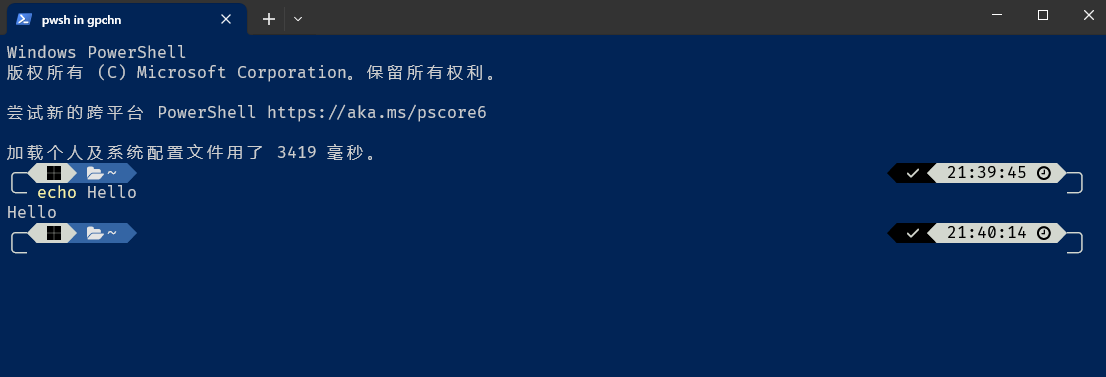 pwsh in gpchn
Windows PowerShell
版权所有 (C) Microsoft Corporation。保留所有权利。
尝试新的跨平台 PowerShell https://aka.ms/pscore6
加载个人及系统配置文件用了 3419 毫秒。
~ 21:39:45
echo Hello
Hello
~ 21:40:14